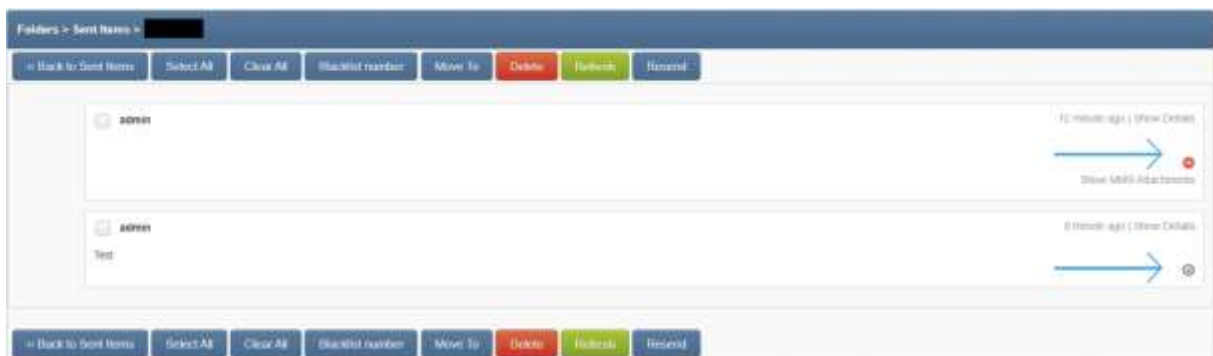 Folders > Sent Items >
« Back to Sent Items Select All Clear All Blacklist number Move To Delete Refresh Resend
admin 12 minute ago | Show Details
Show MMS Attachments
admin minute ago | Show Details
Test
« Back to Sent Items Select All Clear All Blacklist number Move To Delete Refresh Resend